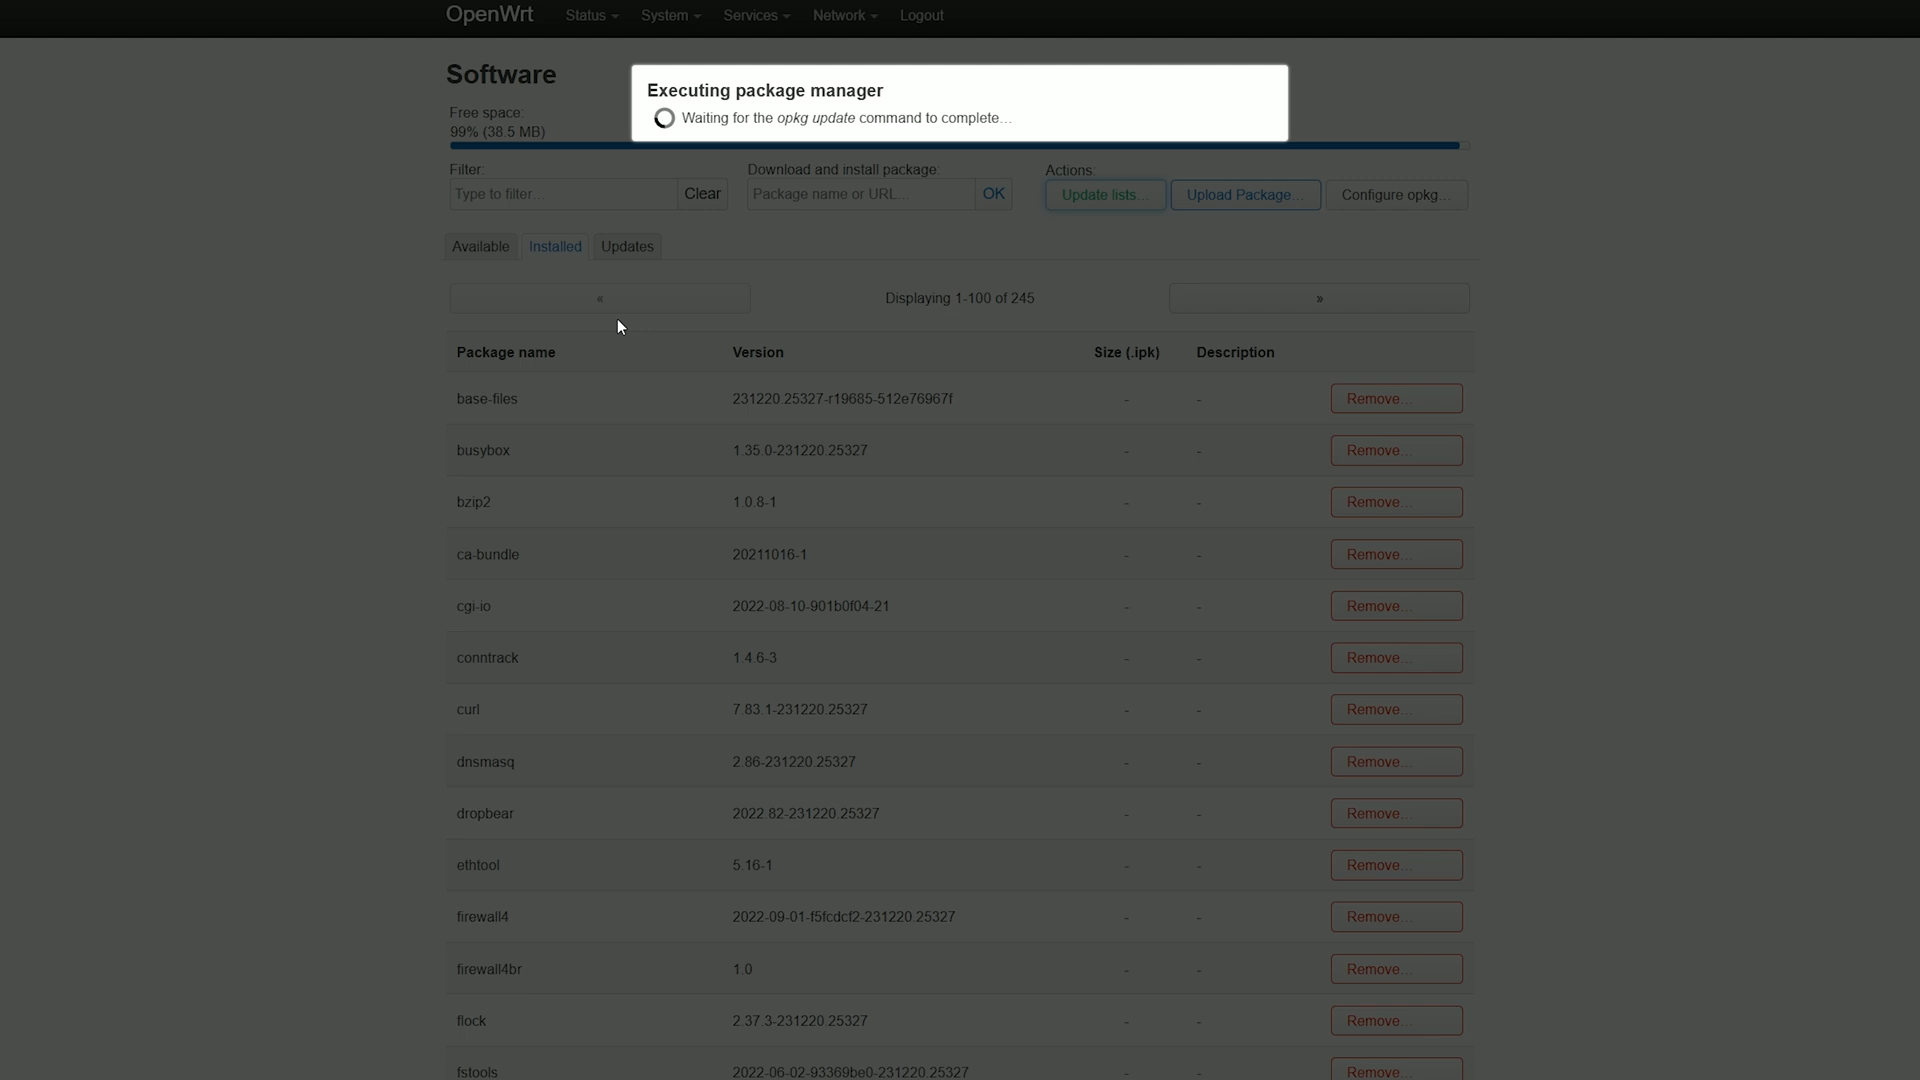 OpenWrt Status System Services Network Logout
Software
Executing package manager
Waiting for the opkg update command to complete...
Free space:
99% (38.5 MB)
Filter: Download and install package: Actions:
Type to filter... Clear Package name or URL... OK Update lists... Upload Package... Configure opkg...
Available Installed Updates
« Displaying 1-100 of 245 »
Package name Version Size (.ipk) Description
base-files 231220.25327-r19685-512e76967f - - Remove...
busybox 1.35.0-231220.25327 - - Remove...
bzip2 1.0.8-1 - - Remove...
ca-bundle 20211016-1 - - Remove...
cgi-io 2022-08-10-901b0f04-21 - - Remove...
conntrack 1.4.6-3 - - Remove...
curl 7.83.1-231220.25327 - - Remove...
dnsmasq 2.86-231220.25327 - - Remove...
dropbear 2022.82-231220.25327 - - Remove...
ethtool 5.16-1 - - Remove...
firewall4 2022-09-01-f5fcdcf2-231220.25327 - - Remove...
firewall4br 1.0 - - Remove...
flock 2.37.3-231220.25327 - - Remove...
fstools 2022-06-02-93369be0-231220.25327 - - Remove...